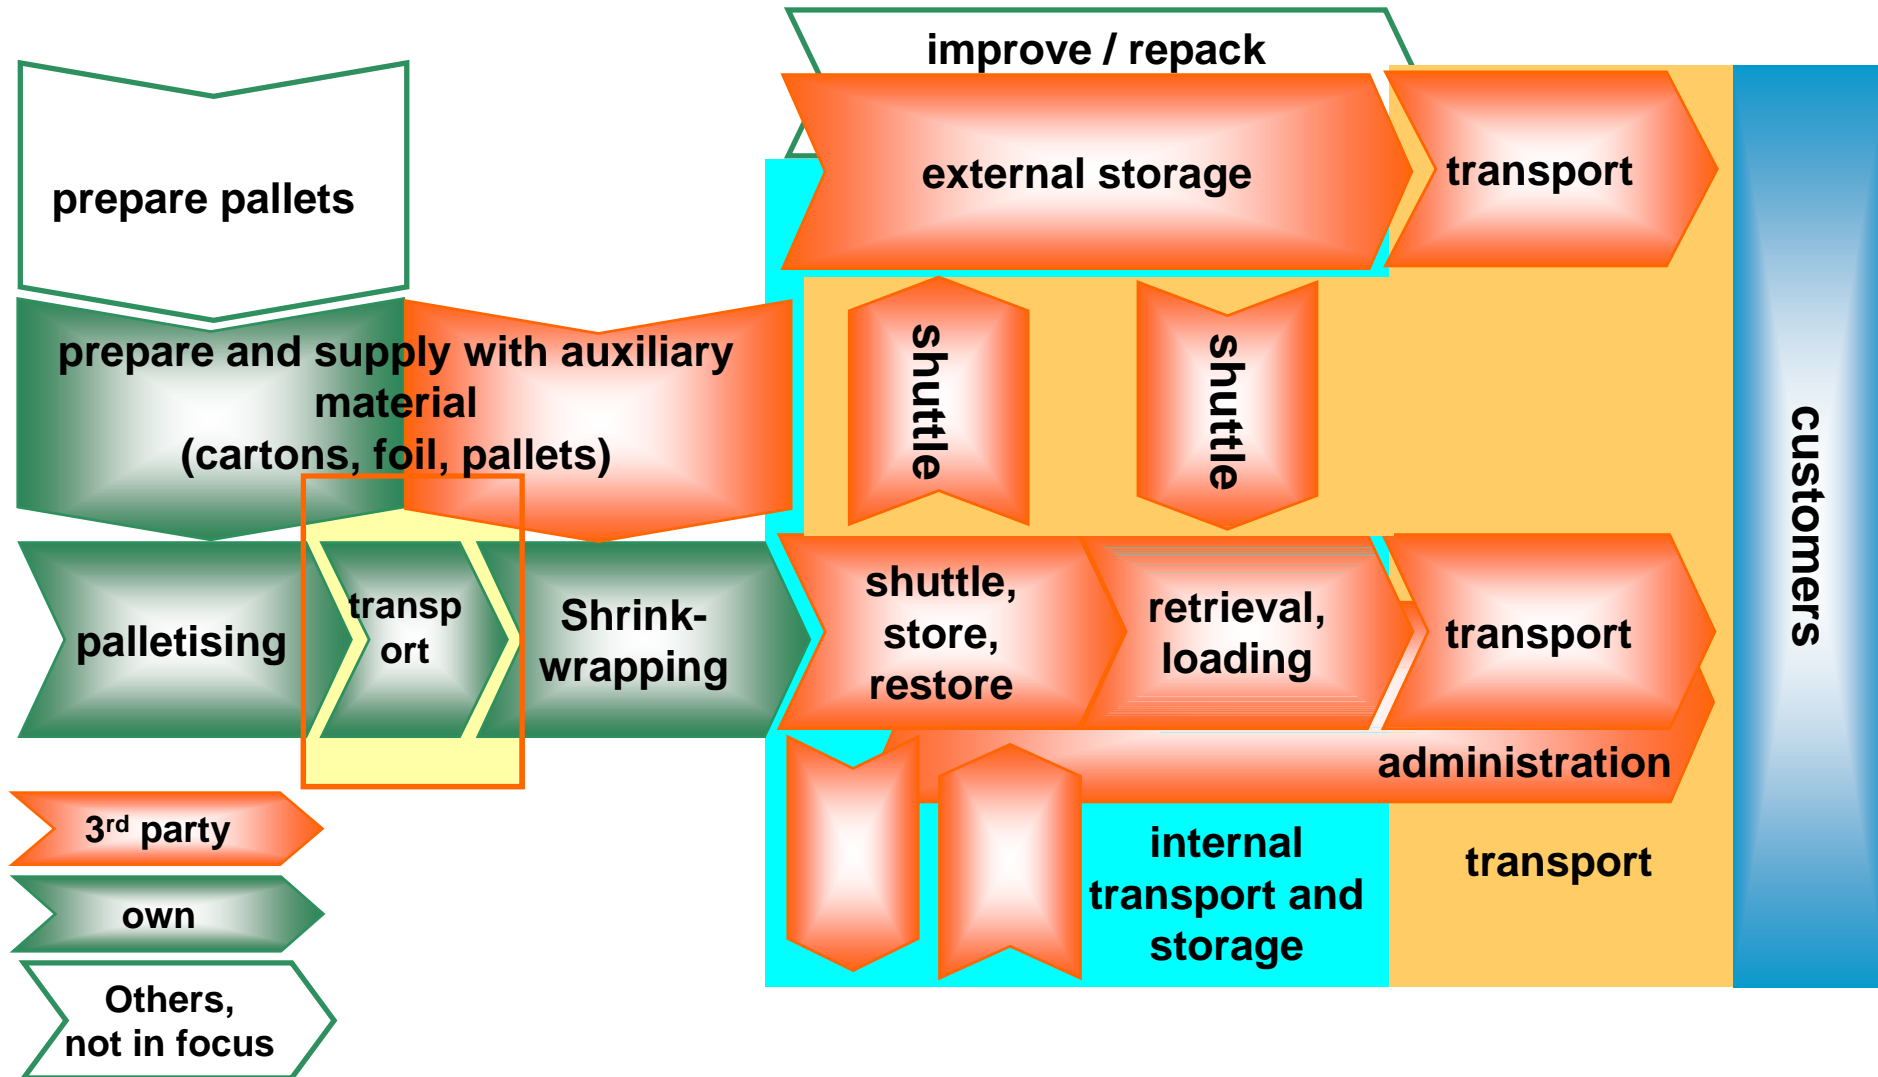 improve / repack
prepare pallets
external storage
transport
prepare and supply with auxiliary
material
(cartons, foil, pallets)
shuttle
shuttle
customers
palletising
transp
ort
Shrink-
wrapping
shuttle,
store,
restore
retrieval,
loading
transport
administration
internal
transport and
storage
transport
3rd party
own
Others,
not in focus